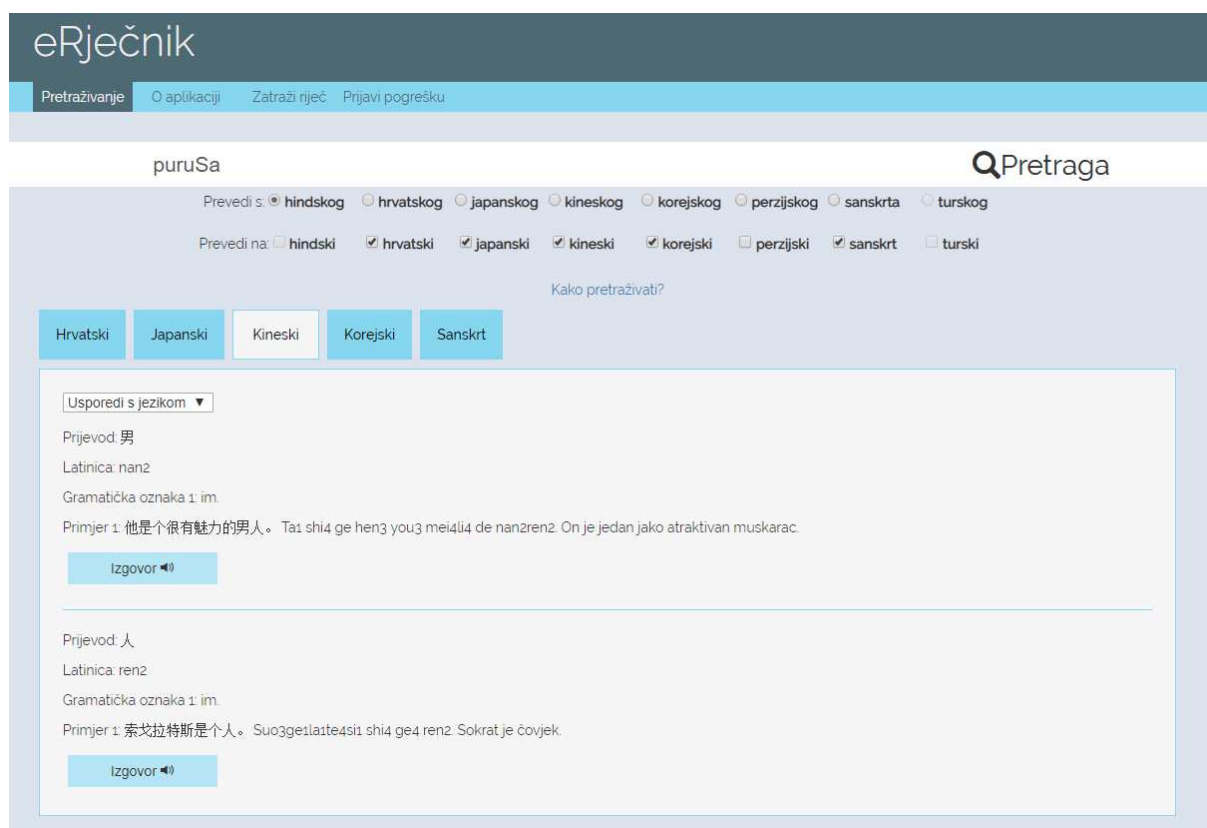 eRječnik
Pretraživanje O aplikaciji Zatraži riječ Prijavi pogrešku
puruSa Pretraga
Prevedi s: hindskog hrvatskog japanskog kineskog korejskog perzijskog sanskrta turskog
Prevedi na: hindski hrvatski japanski kineski korejski perzijski sanskrt turski
Kako pretraživati?
Hrvatski Japanski Kineski Korejski Sanskrt
Usporedi s jezikom ▼
Prijevod: 男
Latinica: nan2
Gramatička oznaka 1: im.
Primjer 1: 他是个很有魅力的男人。 Ta1 shi4 ge hen3 you3 mei4li4 de nan2ren2. On je jedan jako atraktivan muskarac.
Izgovor
Prijevod: 人
Latinica: ren2
Gramatička oznaka 1: im.
Primjer 1: 索戈拉特斯是个人。 Suo3ge1la1te4si1 shi4 ge4 ren2. Sokrat je čovjek.
Izgovor